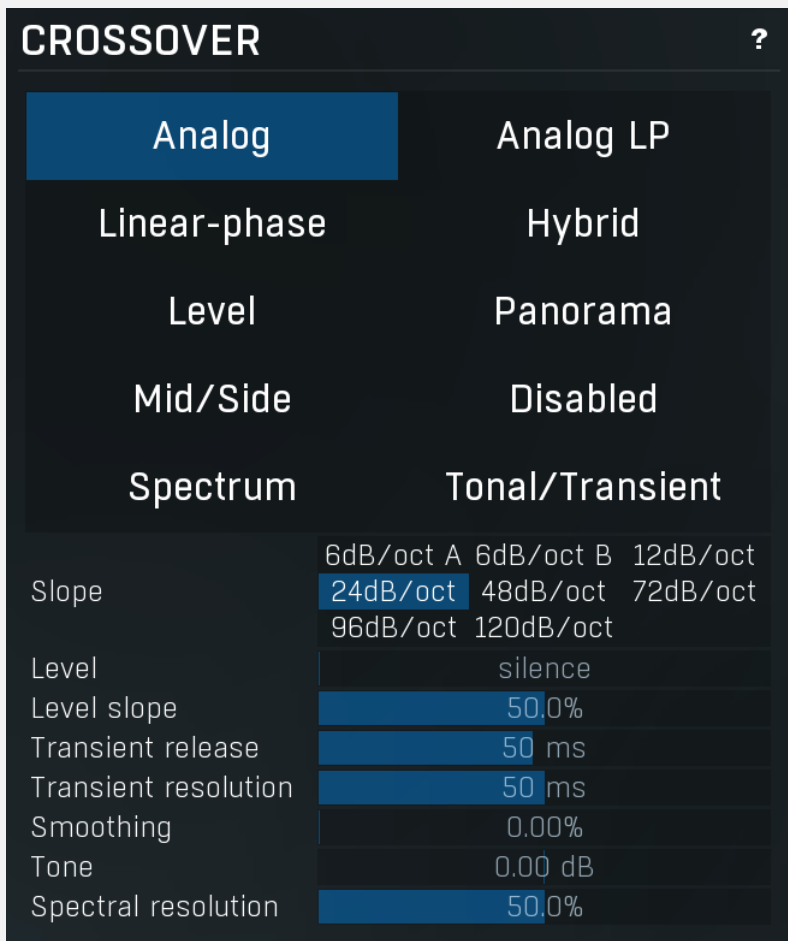 CROSSOVER ?
Analog Analog LP
Linear-phase Hybrid
Level Panorama
Mid/Side Disabled
Spectrum Tonal/Transient
6dB/oct A 6dB/oct B 12dB/oct
Slope 24dB/oct 48dB/oct 72dB/oct
96dB/oct 120dB/oct
Level silence
Level slope 50.0%
Transient release 50 ms
Transient resolution 50 ms
Smoothing 0.00%
Tone 0.00 dB
Spectral resolution 50.0%